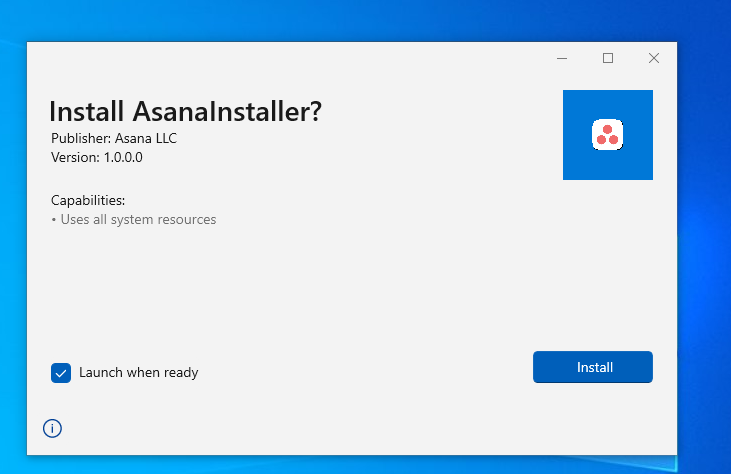 Install AsanaInstaller?
Publisher: Asana LLC
Version: 1.0.0.0
Capabilities:
• Uses all system resources
Launch when ready
Install